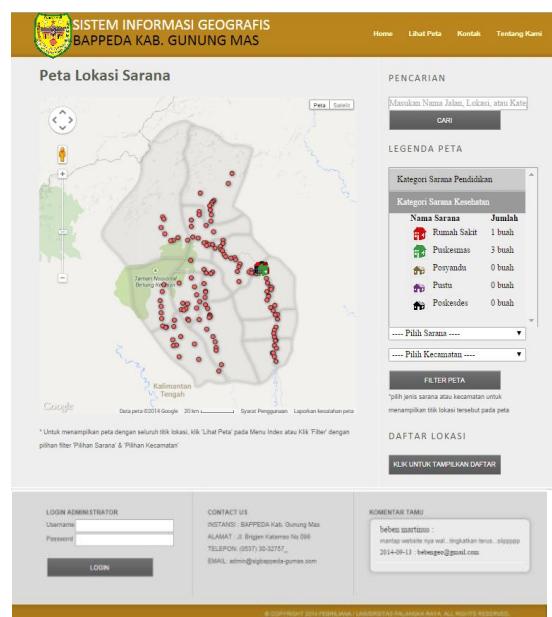 SISTEM INFORMASI GEOGRAFIS
BAPPEDA KAB. GUNUNG MAS
Home Lihat Peta Kontak Tentang Kami
Peta Lokasi Sarana
Peta Satelit
Taman Nasional
Kalimantan
Tengah
Google
Data peta ©2014 Google 20 km Syarat Penggunaan Laporkan kesalahan peta
* Untuk menampilkan peta dengan seluruh titik lokasi, klik 'Lihat Peta' pada Menu Index atau Klik 'Filter' dengan
pilihan filter 'Pilihan Sarana' & 'Pilihan Kecamatan'
PENCARIAN
Masukan Nama Jalan, Lokasi, atau Kate
CARI
LEGENDA PETA
Kategori Sarana Pendidikan
Kategori Sarana Kesehatan
Nama Sarana Jumlah
Rumah Sakit 1 buah
Puskesmas 3 buah
Posyandu 0 buah
Pustu 0 buah
Poskesdes 0 buah
---- Pilih Sarana ----
---- Pilih Kecamatan ----
FILTER PETA
*pilih jenis sarana atau kecamatan untuk
menampilkan titik lokasi tersebut pada peta
DAFTAR LOKASI
KLIK UNTUK TAMPILKAN DAFTAR
LOGIN ADMINISTRATOR
Username
Password
LOGIN
CONTACT US
INSTANSI : BAPPEDA Kab. Gunung Mas
ALAMAT : Jl. Brigjen Katamso No 098
TELEPON: (0537) 30-32757_
EMAIL: admin@sigbappeda-gumas.com
KOMENTAR TAMU
beben martinus :
mantap website nya wal...tingkatkan terus...siipppp
2014-09-13 : bebengeo@gmail.com
© COPYRIGHT 2014 FEBRILIANA / UNIVERSITAS PALANGKA RAYA. ALL RIGHTS RESERVED.